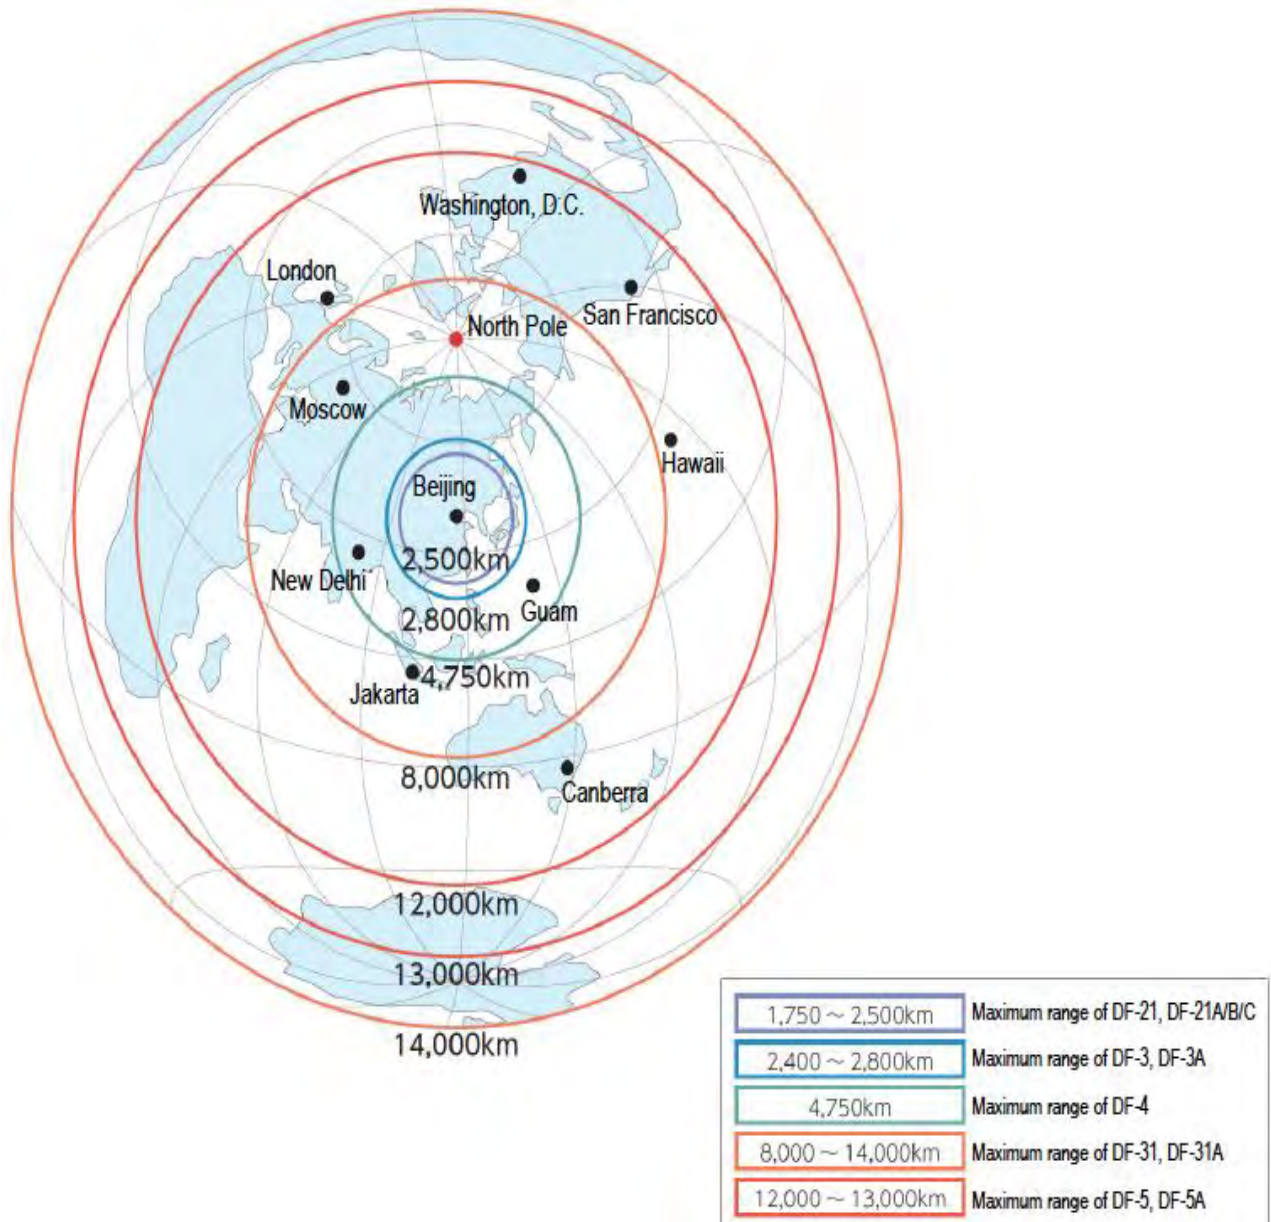 Washington, D.C.
London
San Francisco
North Pole
Moscow
Hawaii
Beijing
2,500km
New Delhi
Guam
2,800km
4,750km
Jakarta
8,000km
Canberra
12,000km
13,000km
14,000km
1,750 ~ 2,500km Maximum range of DF-21, DF-21A/B/C
2,400 ~ 2,800km Maximum range of DF-3, DF-3A
4,750km Maximum range of DF-4
8,000 ~ 14,000km Maximum range of DF-31, DF-31A
12,000 ~ 13,000km Maximum range of DF-5, DF-5A